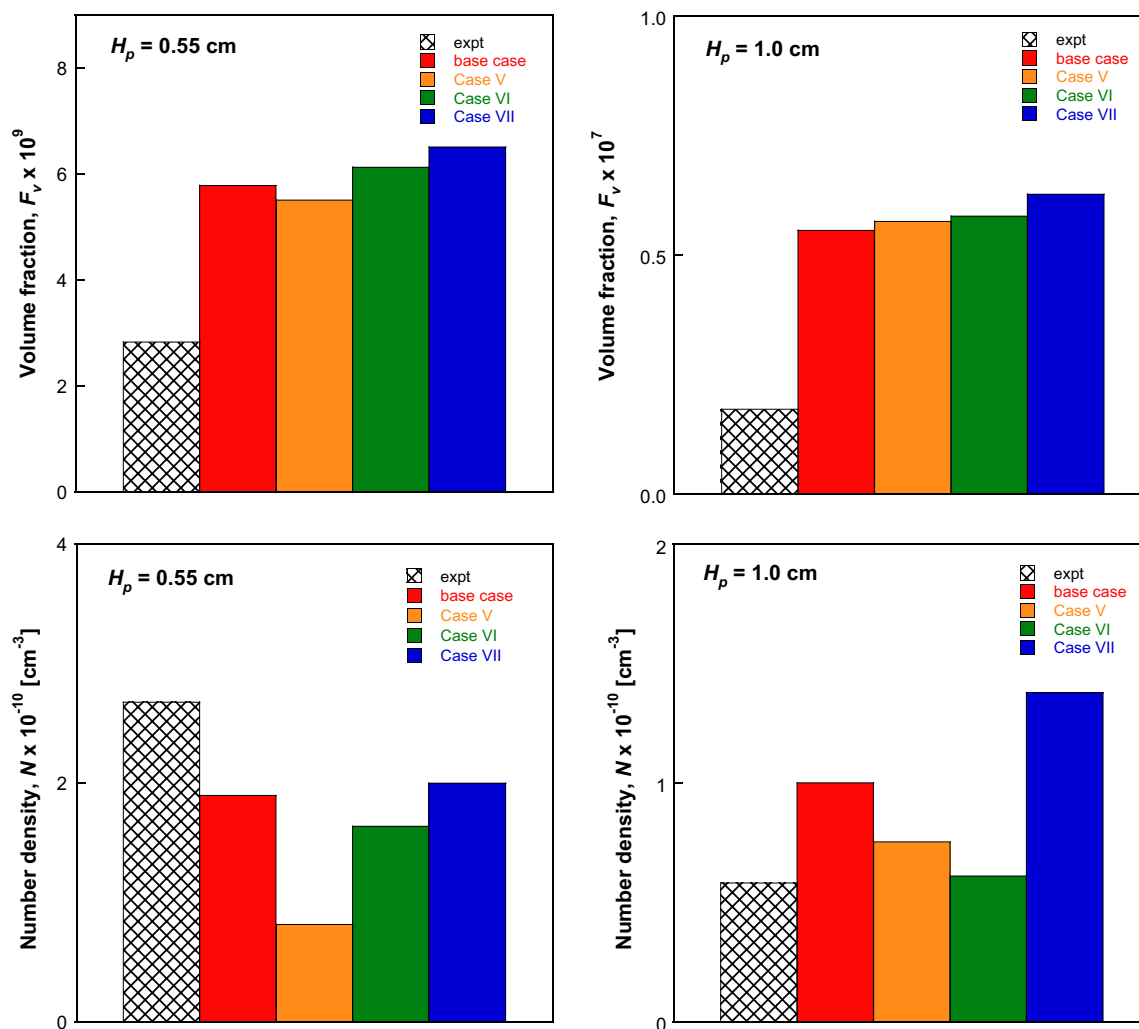 H_p = 0.55 cm
expt
base case
Case V
Case VI
Case VII
8
6
4
2
0
Volume fraction, F_v x 10^9
H_p = 1.0 cm
expt
base case
Case V
Case VI
Case VII
1.0
0.5
0.0
Volume fraction, F_v x 10^7
H_p = 0.55 cm
expt
base case
Case V
Case VI
Case VII
4
2
0
Number density, N x 10^-10 [cm^-3]
H_p = 1.0 cm
expt
base case
Case V
Case VI
Case VII
2
1
0
Number density, N x 10^-10 [cm^-3]